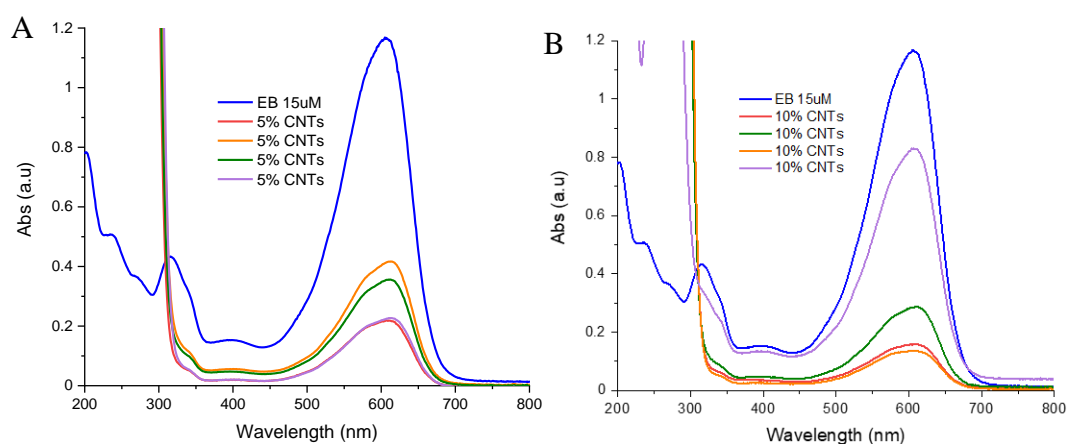 A
1.2
1
0.8
0.6
0.4
0.2
0
Abs (a.u)
EB 15uM
5% CNTs
5% CNTs
5% CNTs
5% CNTs
200 300 400 500 600 700 800
Wavelength (nm)
B
1.2
1
0.8
0.6
0.4
0.2
0
Abs (a.u)
EB 15uM
10% CNTs
10% CNTs
10% CNTs
10% CNTs
200 300 400 500 600 700 800
Wavelength (nm)